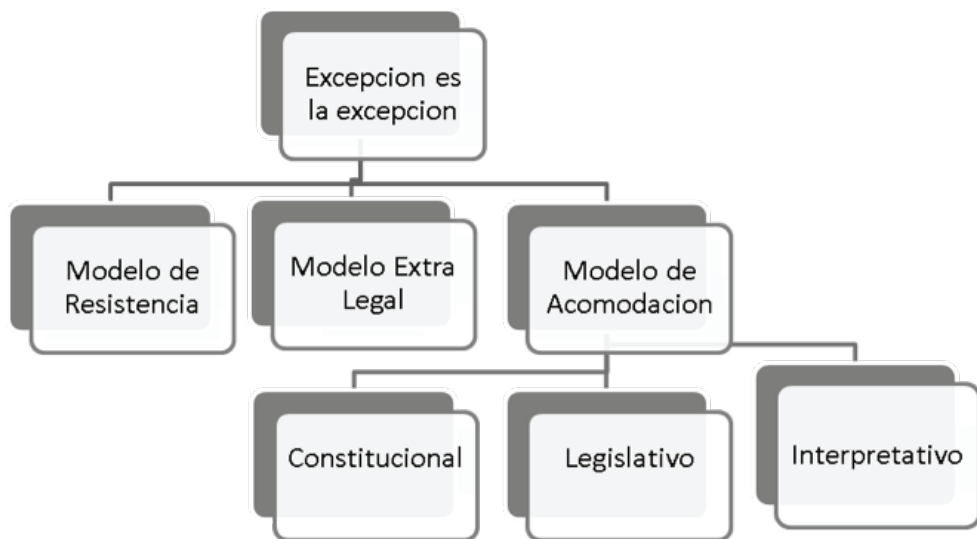 Excepcion es
la excepcion
Modelo de
Resistencia
Modelo Extra
Legal
Modelo de
Acomodacion
Constitucional
Legislativo
Interpretativo